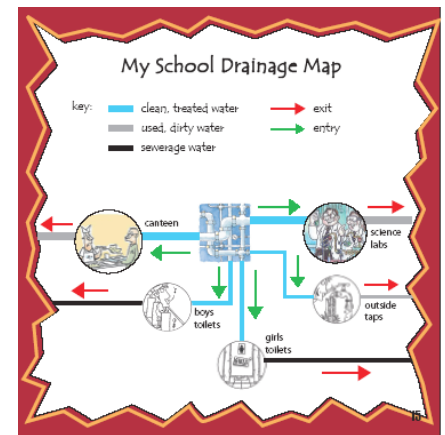 My School Drainage Map
key:
clean, treated water
exit
used, dirty water
entry
sewerage water
canteen
science
labs
boys
toilets
outside
taps
girls
toilets
15